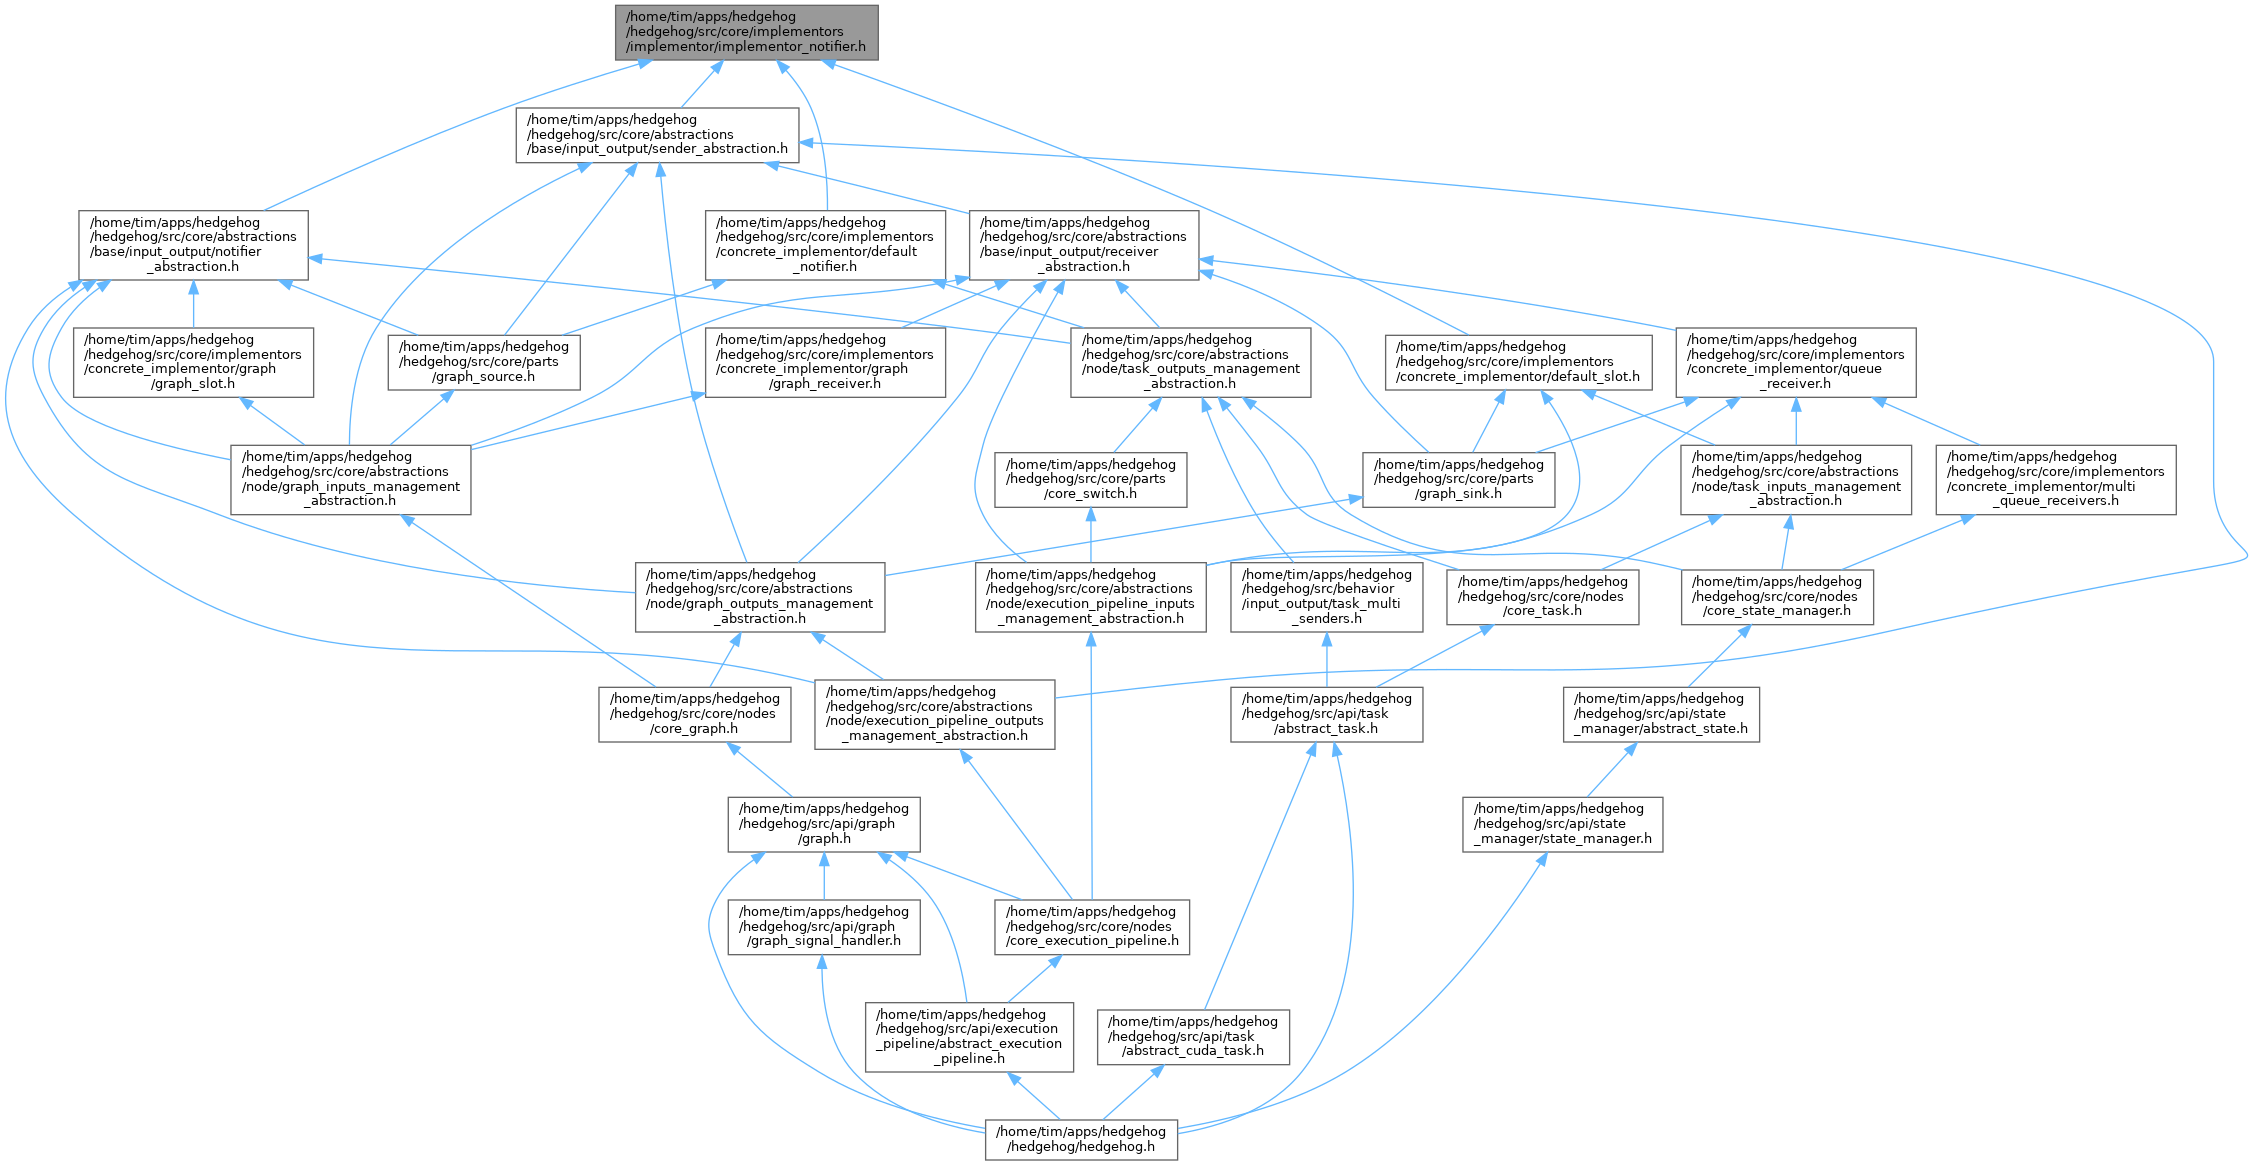 /home/tim/apps/hedgehog
/hedgehog/src/core/implementors
/implementor/implementor_notifier.h
/home/tim/apps/hedgehog
/hedgehog/src/core/abstractions
/base/input_output/sender_abstraction.h
/home/tim/apps/hedgehog
/hedgehog/src/core/abstractions
/base/input_output/notifier
_abstraction.h
/home/tim/apps/hedgehog
/hedgehog/src/core/implementors
/concrete_implementor/default
_notifier.h
/home/tim/apps/hedgehog
/hedgehog/src/core/abstractions
/base/input_output/receiver
_abstraction.h
/home/tim/apps/hedgehog
/hedgehog/src/core/implementors
/concrete_implementor/graph
/graph_slot.h
/home/tim/apps/hedgehog
/hedgehog/src/core/parts
/graph_source.h
/home/tim/apps/hedgehog
/hedgehog/src/core/implementors
/concrete_implementor/graph
/graph_receiver.h
/home/tim/apps/hedgehog
/hedgehog/src/core/abstractions
/node/task_outputs_management
_abstraction.h
/home/tim/apps/hedgehog
/hedgehog/src/core/implementors
/concrete_implementor/default_slot.h
/home/tim/apps/hedgehog
/hedgehog/src/core/implementors
/concrete_implementor/queue
_receiver.h
/home/tim/apps/hedgehog
/hedgehog/src/core/abstractions
/node/graph_inputs_management
_abstraction.h
/home/tim/apps/hedgehog
/hedgehog/src/core/parts
/core_switch.h
/home/tim/apps/hedgehog
/hedgehog/src/core/parts
/graph_sink.h
/home/tim/apps/hedgehog
/hedgehog/src/core/abstractions
/node/task_inputs_management
_abstraction.h
/home/tim/apps/hedgehog
/hedgehog/src/core/implementors
/concrete_implementor/multi
_queue_receivers.h
/home/tim/apps/hedgehog
/hedgehog/src/core/abstractions
/node/graph_outputs_management
_abstraction.h
/home/tim/apps/hedgehog
/hedgehog/src/core/abstractions
/node/execution_pipeline_inputs
_management_abstraction.h
/home/tim/apps/hedgehog
/hedgehog/src/behavior
/input_output/task_multi
_senders.h
/home/tim/apps/hedgehog
/hedgehog/src/core/nodes
/core_task.h
/home/tim/apps/hedgehog
/hedgehog/src/core/nodes
/core_state_manager.h
/home/tim/apps/hedgehog
/hedgehog/src/core/nodes
/core_graph.h
/home/tim/apps/hedgehog
/hedgehog/src/core/abstractions
/node/execution_pipeline_outputs
_management_abstraction.h
/home/tim/apps/hedgehog
/hedgehog/src/api/task
/abstract_task.h
/home/tim/apps/hedgehog
/hedgehog/src/api/state
_manager/abstract_state.h
/home/tim/apps/hedgehog
/hedgehog/src/api/graph
/graph.h
/home/tim/apps/hedgehog
/hedgehog/src/api/state
_manager/state_manager.h
/home/tim/apps/hedgehog
/hedgehog/src/api/graph
/graph_signal_handler.h
/home/tim/apps/hedgehog
/hedgehog/src/core/nodes
/core_execution_pipeline.h
/home/tim/apps/hedgehog
/hedgehog/src/api/execution
_pipeline/abstract_execution
_pipeline.h
/home/tim/apps/hedgehog
/hedgehog/src/api/task
/abstract_cuda_task.h
/home/tim/apps/hedgehog
/hedgehog/hedgehog.h